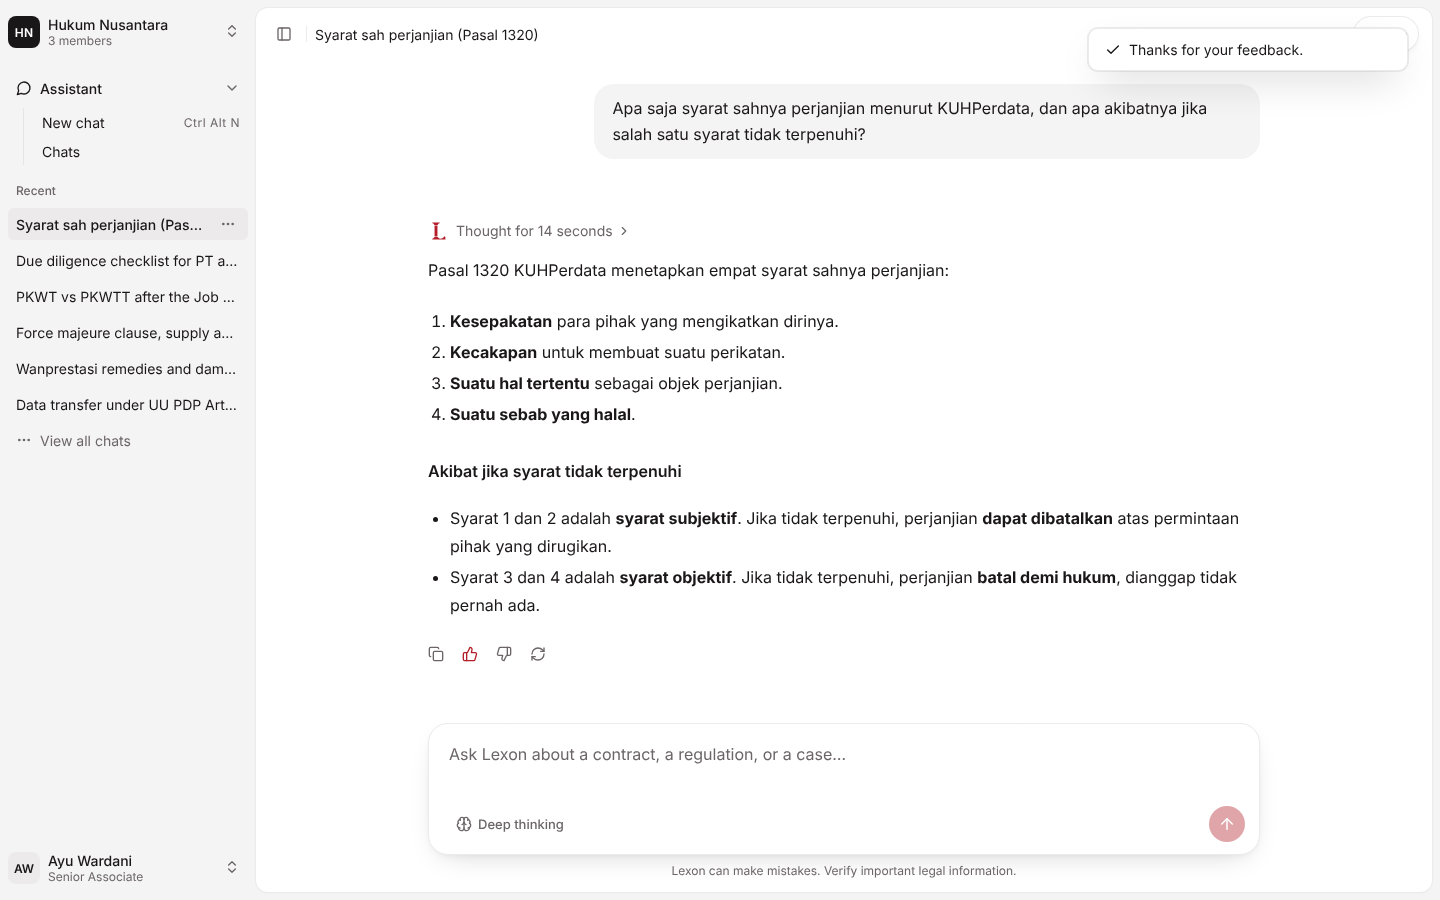 HN
Hukum Nusantara
3 members
Assistant
New chat
Ctrl Alt N
Chats
Recent
Syarat sah perjanjian (Pas...
Due diligence checklist for PT a...
PKWT vs PKWTT after the Job ...
Force majeure clause, supply a...
Wanprestasi remedies and dam...
Data transfer under UU PDP Art...
View all chats
AW
Ayu Wardani
Senior Associate
Syarat sah perjanjian (Pasal 1320)
Thanks for your feedback.
Apa saja syarat sahnya perjanjian menurut KUHPerdata, dan apa akibatnya jika
salah satu syarat tidak terpenuhi?
L
Thought for 14 seconds
Pasal 1320 KUHPerdata menetapkan empat syarat sahnya perjanjian:
1. Kesepakatan para pihak yang mengikatkan dirinya.
2. Kecakapan untuk membuat suatu perikatan.
3. Suatu hal tertentu sebagai objek perjanjian.
4. Suatu sebab yang halal.
Akibat jika syarat tidak terpenuhi
• Syarat 1 dan 2 adalah syarat subjektif. Jika tidak terpenuhi, perjanjian dapat dibatalkan atas permintaan
pihak yang dirugikan.
• Syarat 3 dan 4 adalah syarat objektif. Jika tidak terpenuhi, perjanjian batal demi hukum, dianggap tidak
pernah ada.
Ask Lexon about a contract, a regulation, or a case...
Deep thinking
Lexon can make mistakes. Verify important legal information.